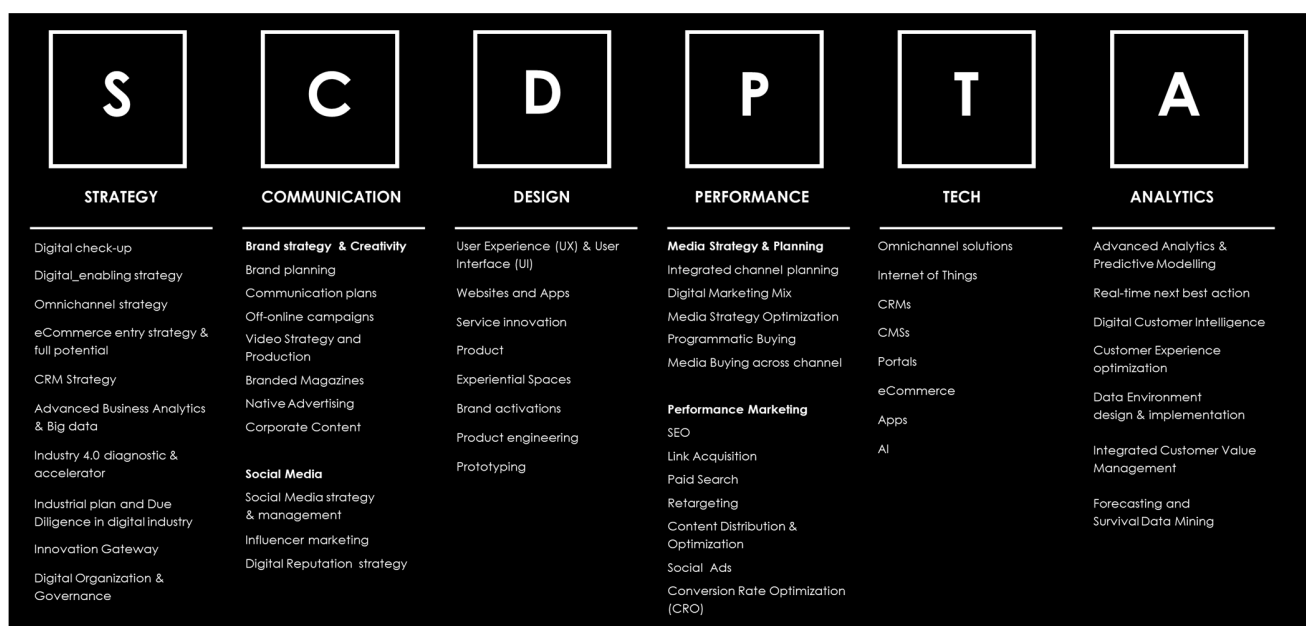 S
STRATEGY
Digital check-up
Digital_enabling strategy
Omnichannel strategy
eCommerce entry strategy &
full potential
CRM Strategy
Advanced Business Analytics
& Big data
Industry 4.0 diagnostic &
accelerator
Industrial plan and Due
Diligence in digital industry
Innovation Gateway
Digital Organization &
Governance
C
COMMUNICATION
Brand strategy & Creativity
Brand planning
Communication plans
Off-online campaigns
Video Strategy and
Production
Branded Magazines
Native Advertising
Corporate Content
Social Media
Social Media strategy
& management
Influencer marketing
Digital Reputation strategy
D
DESIGN
User Experience (UX) & User
Interface (UI)
Websites and Apps
Service innovation
Product
Experiential Spaces
Brand activations
Product engineering
Prototyping
P
PERFORMANCE
Media Strategy & Planning
Integrated channel planning
Digital Marketing Mix
Media Strategy Optimization
Programmatic Buying
Media Buying across channel
Performance Marketing
SEO
Link Acquisition
Paid Search
Retargeting
Content Distribution &
Optimization
Social Ads
Conversion Rate Optimization
(CRO)
T
TECH
Omnichannel solutions
Internet of Things
CRMs
CMSs
Portals
eCommerce
Apps
AI
A
ANALYTICS
Advanced Analytics &
Predictive Modelling
Real-time next best action
Digital Customer Intelligence
Customer Experience
optimization
Data Environment
design & implementation
Integrated Customer Value
Management
Forecasting and
Survival Data Mining